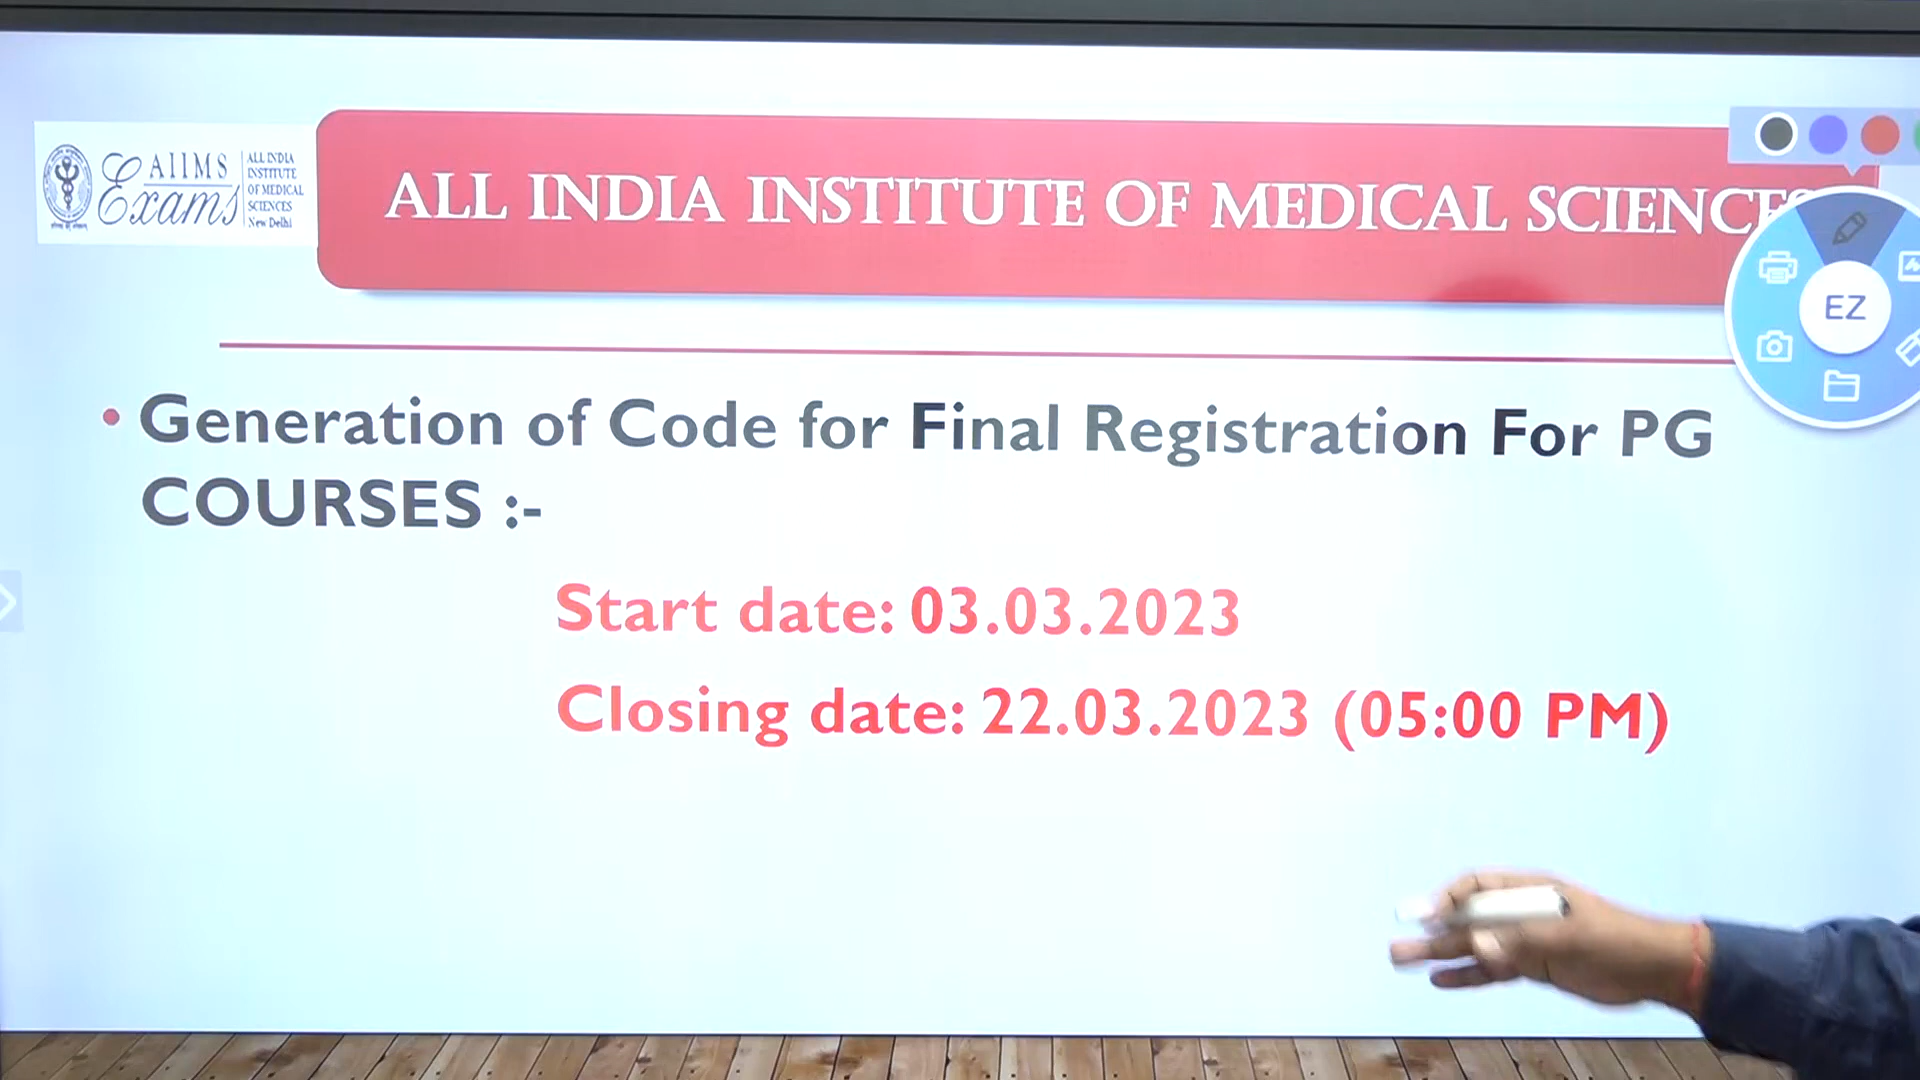 AIIMS
Exams
ALL INDIA
INSTITUTE
OF MEDICAL
SCIENCES
New Delhi
ALL INDIA INSTITUTE OF MEDICAL SCIENCES
EZ
• Generation of Code for Final Registration For PG
COURSES :-
Start date: 03.03.2023
Closing date: 22.03.2023 (05:00 PM)